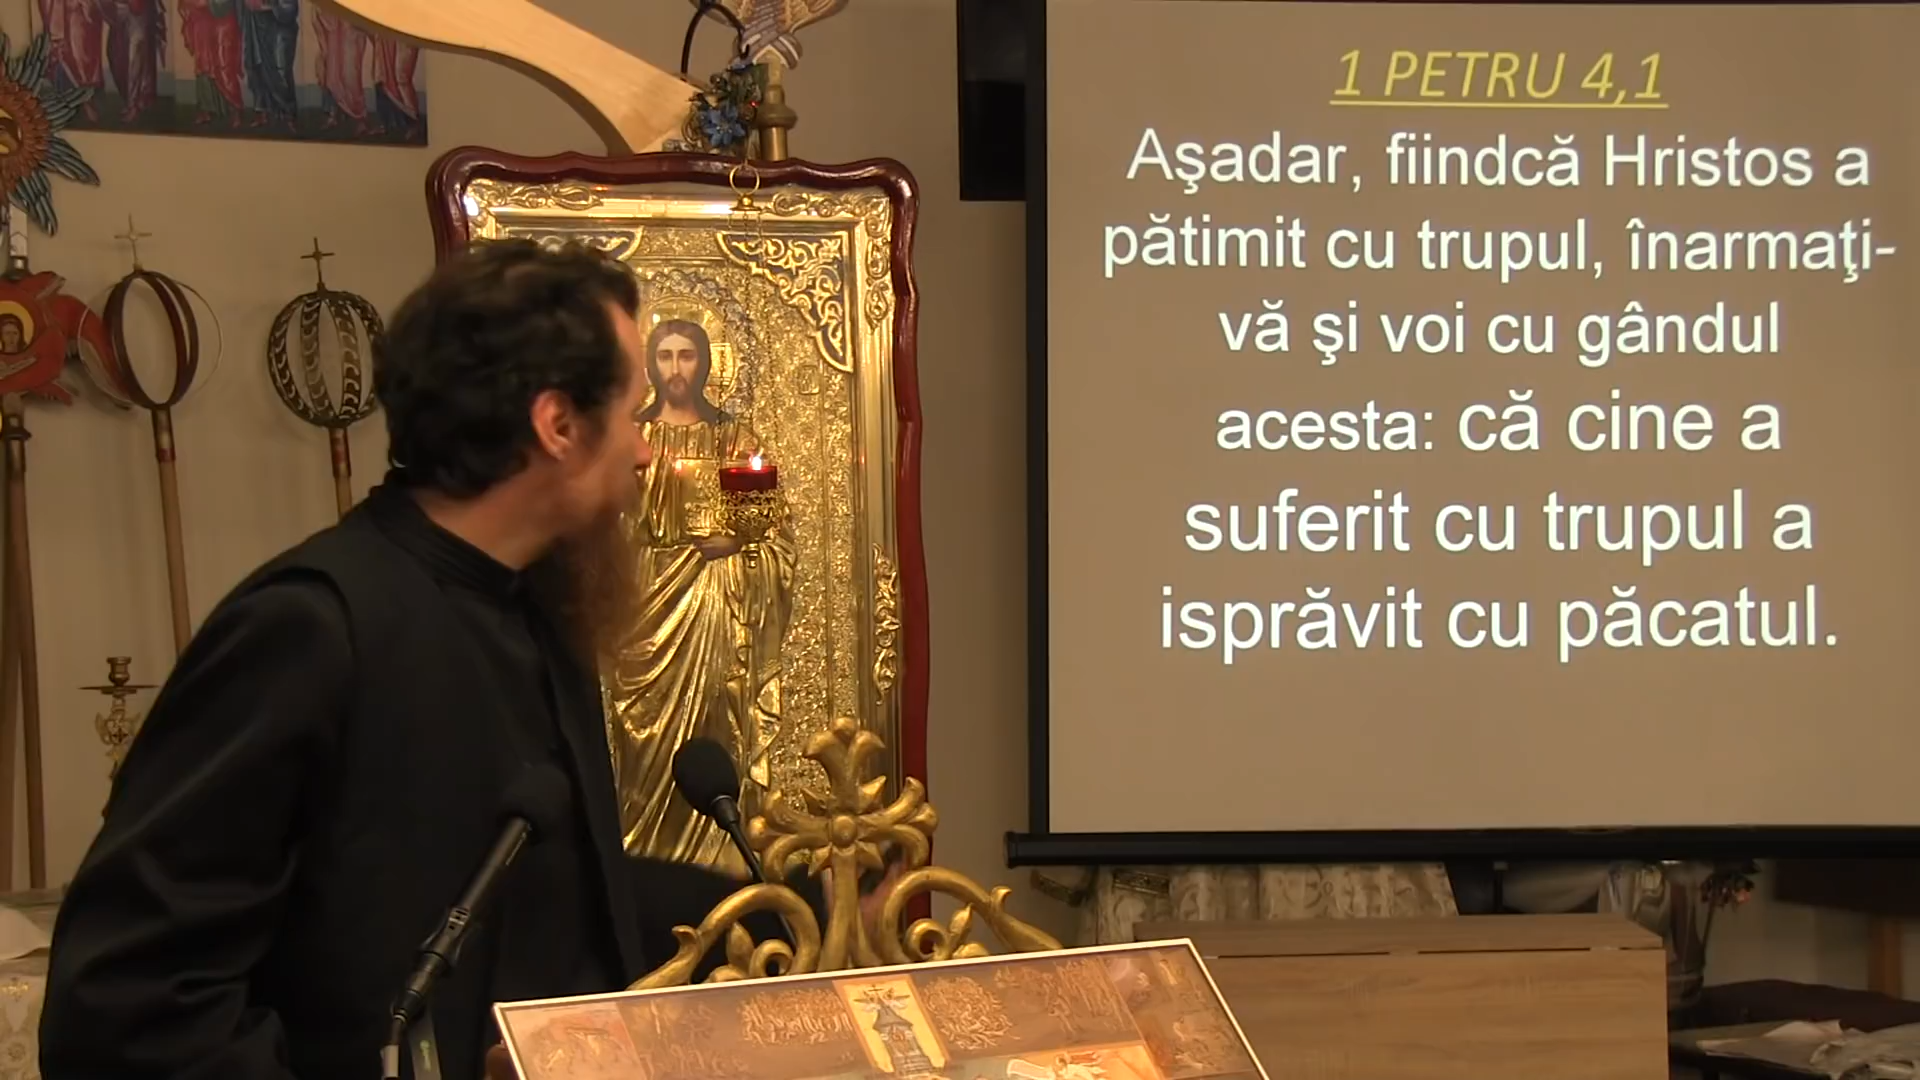 1 PETRU 4,1
Aşadar, fiindcă Hristos a
pătimit cu trupul, înarmaţi-
vă şi voi cu gândul
acesta: că cine a
suferit cu trupul a
isprăvit cu păcatul.